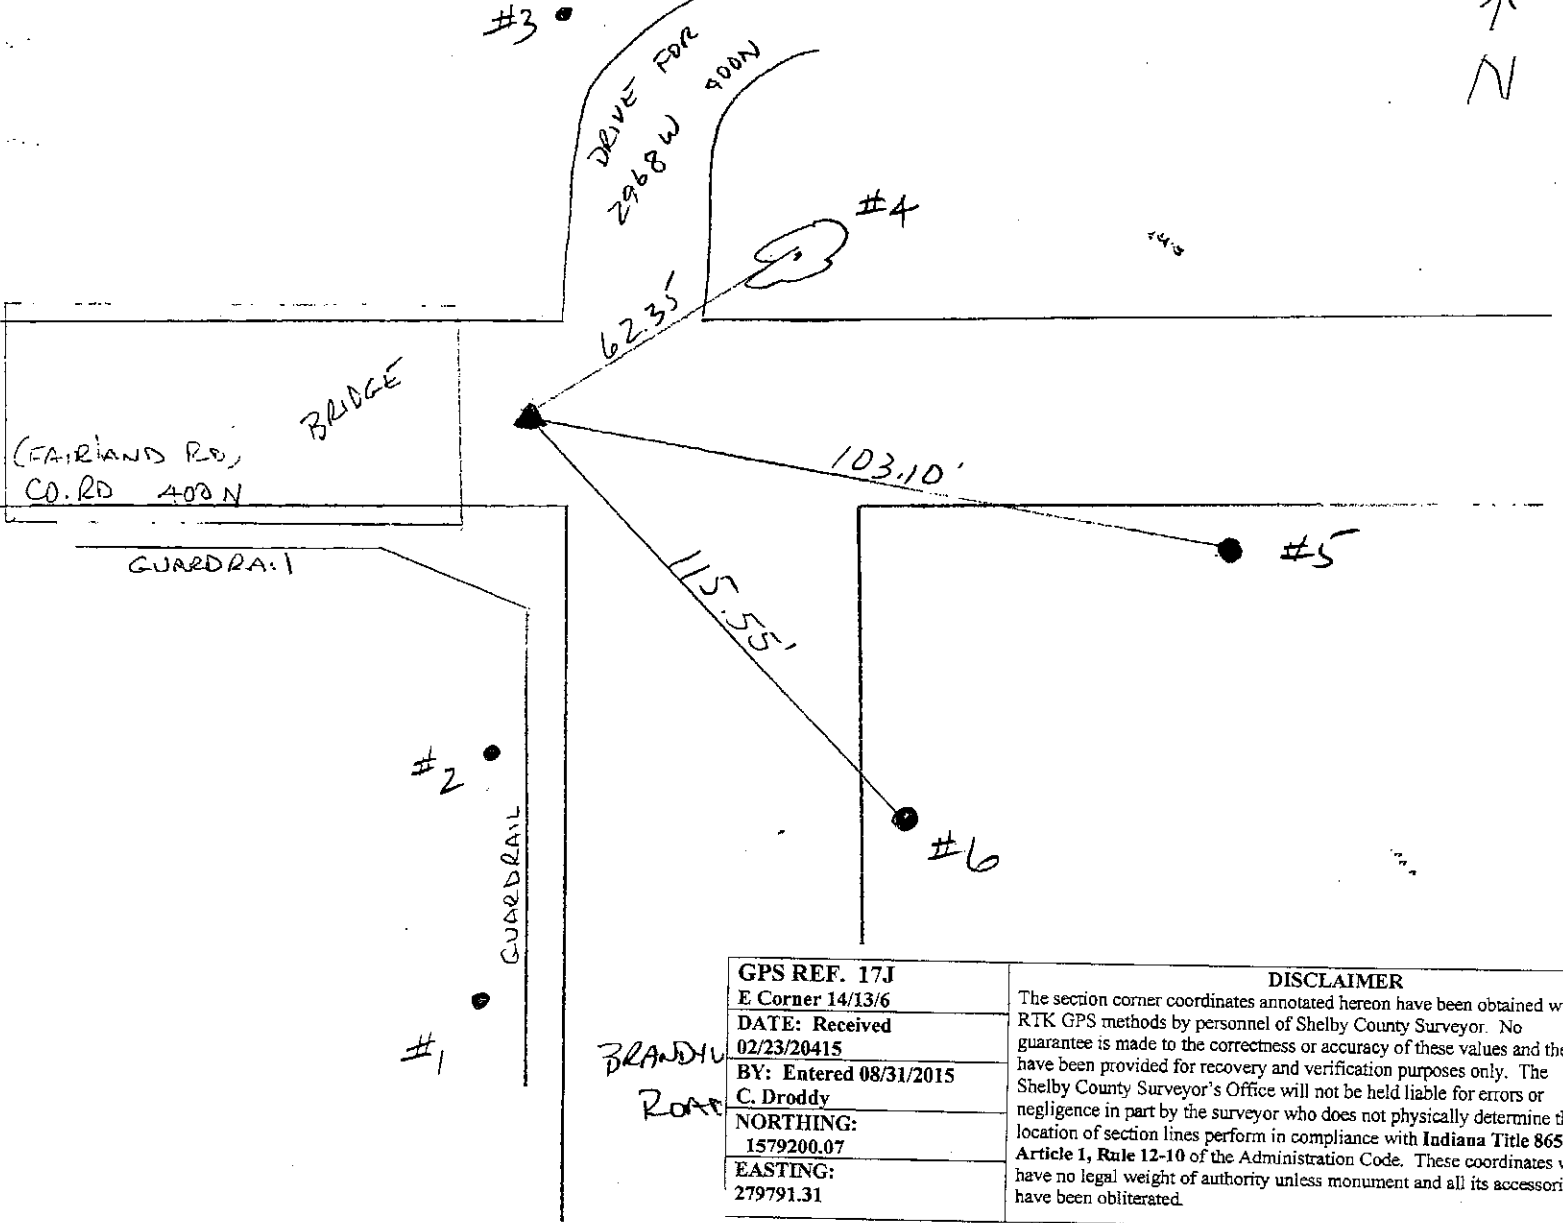 #3
N
DRIVE FOR
2968 W 400N
#4
62.35'
BRIDGE
(FAIRLAND RD)
CO. RD 400 N
103.10'
#5
GUARDRAIL
115.55'
#2
GUARDRAIL
#6
#1
GPS REF. 17J
E Corner 14/13/6
DATE: Received
02/23/20415
BY: Entered 08/31/2015
C. Droddy
NORTHING:
1579200.07
EASTING:
279791.31
DISCLAIMER
The section corner coordinates annotated hereon have been obtained w
RTK GPS methods by personnel of Shelby County Surveyor. No
guarantee is made to the correctness or accuracy of these values and the
have been provided for recovery and verification purposes only. The
Shelby County Surveyor's Office will not be held liable for errors or
negligence in part by the surveyor who does not physically determine t
location of section lines perform in compliance with Indiana Title 865
Article 1, Rule 12-10 of the Administration Code. These coordinates
have no legal weight of authority unless monument and all its accessori
have been obliterated.
BRANDYW
ROAD